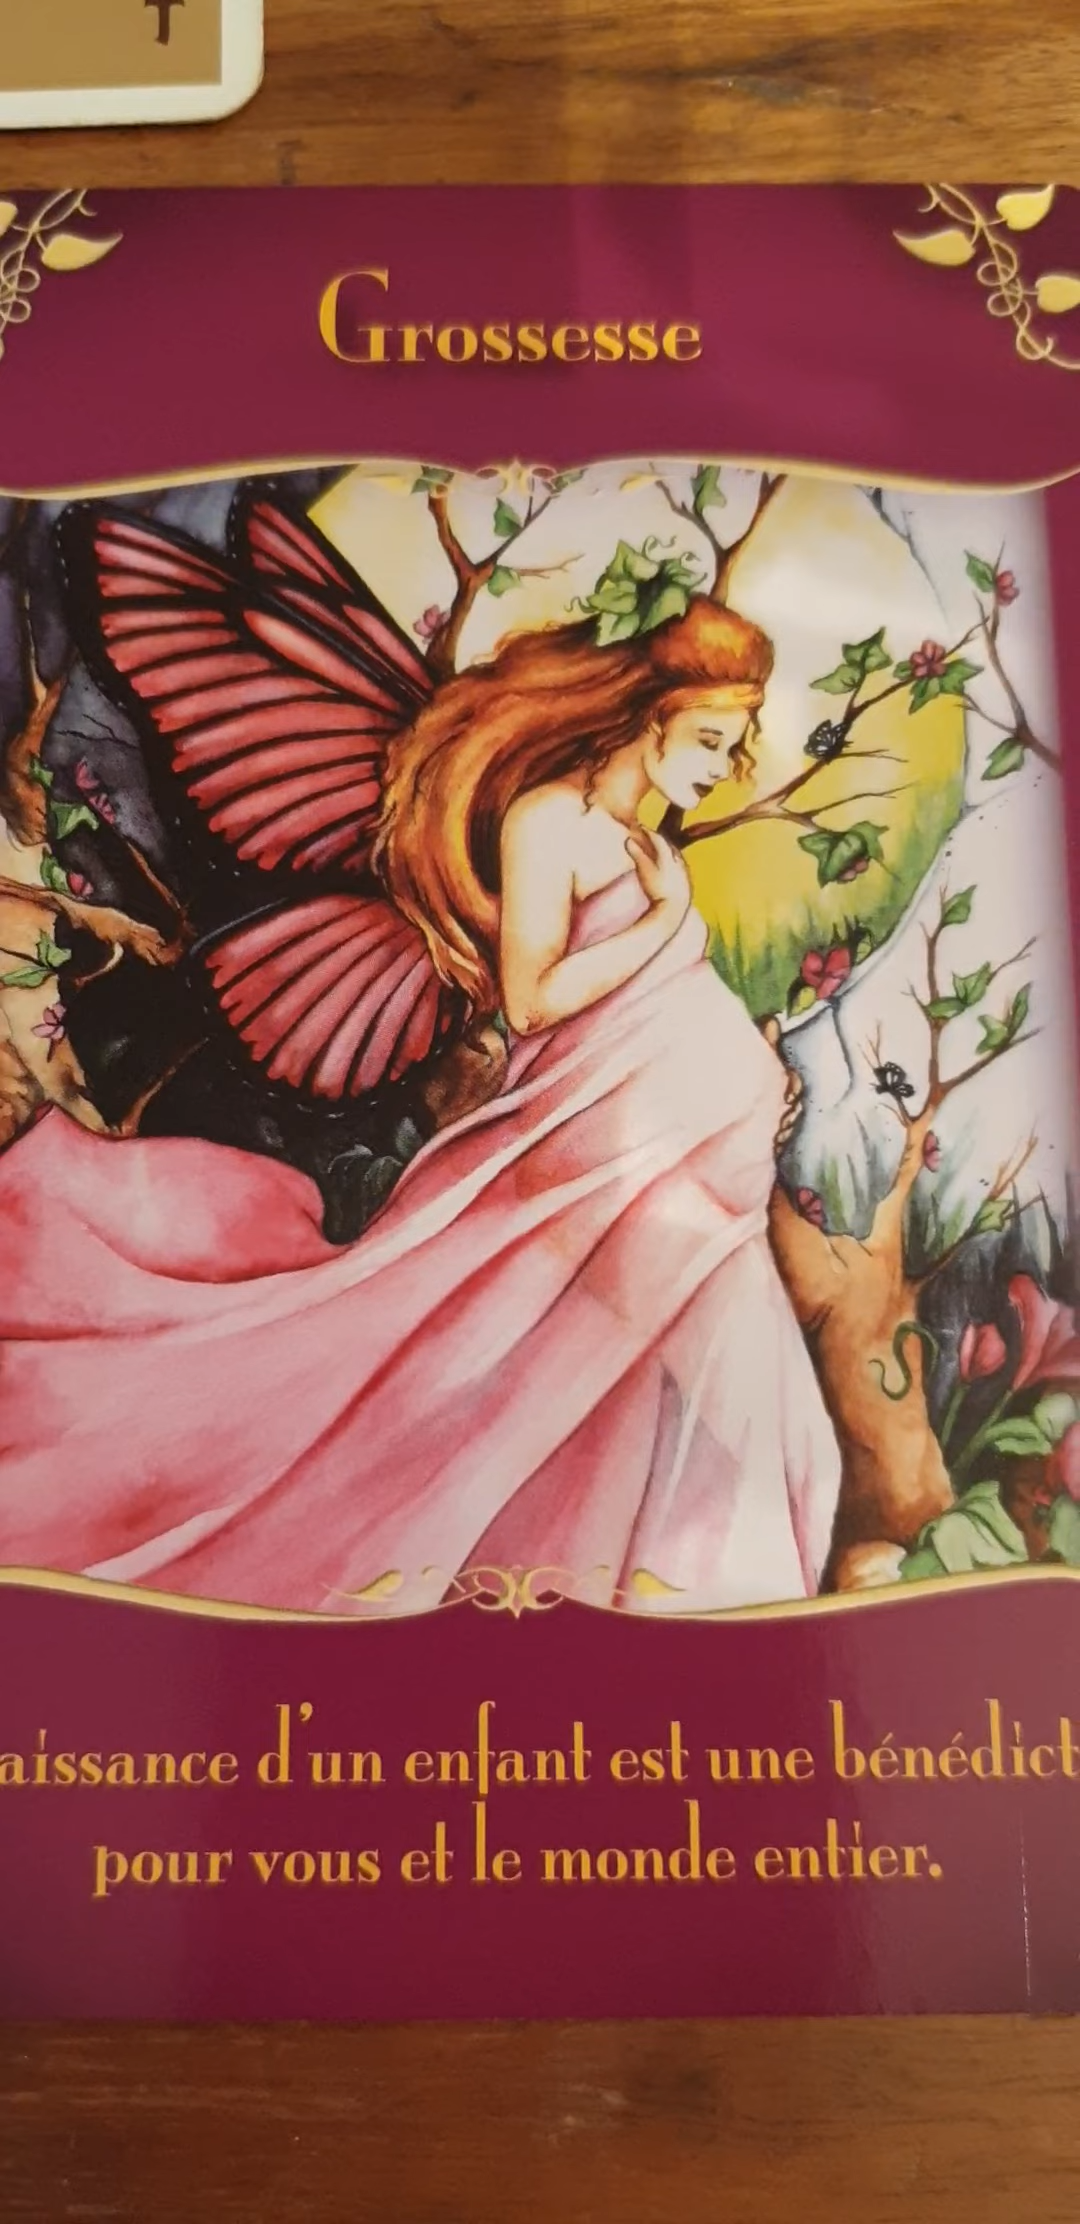 Grossesse
aissance d'un enfant est une bénédict
pour vous et le monde entier.